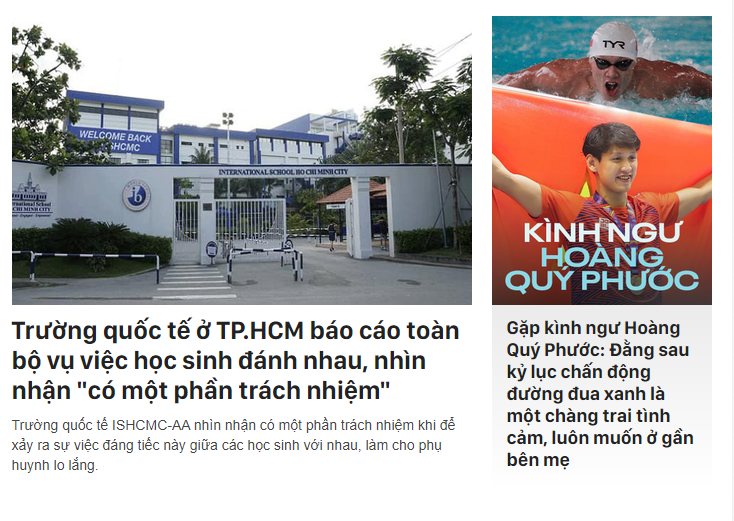 WELCOME BACK
ISHCMC
INTERNATIONAL SCHOOL HO CHI MINH CITY
International School
HO CHI MINH CITY
ib
TYR
KÌNH NGƯ
HOÀNG
QUÝ PHƯỚC
Trường quốc tế ở TP.HCM báo cáo toàn
bộ vụ việc học sinh đánh nhau, nhìn
nhận "có một phần trách nhiệm"
Trường quốc tế ISHCMC-AA nhìn nhận có một phần trách nhiệm khi để
xảy ra sự việc đáng tiếc này giữa các học sinh với nhau, làm cho phụ
huynh lo lắng.
Gặp kình ngư Hoàng
Quý Phước: Đằng sau
kỷ lục chấn động
đường đua xanh là
một chàng trai tình
cảm, luôn muốn ở gần
bên mẹ